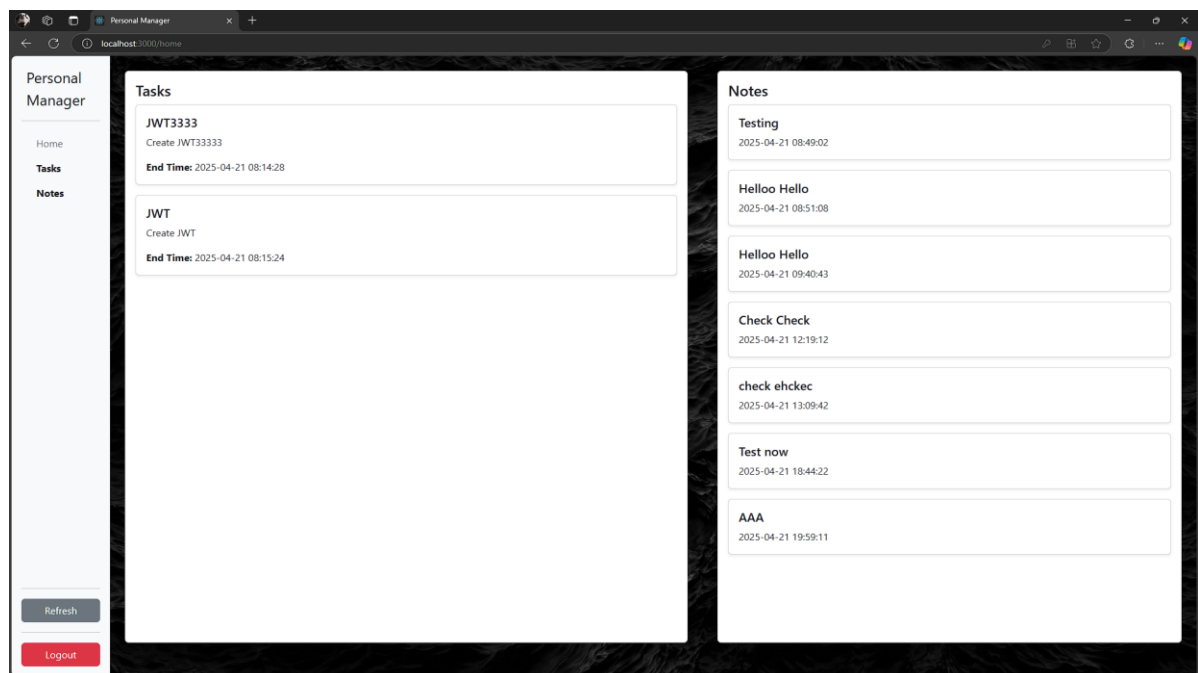 Personal Manager
localhost:3000/home
Personal
Manager
Home
Tasks
Notes
Refresh
Logout
Tasks
JWT3333
Create JWT33333
End Time: 2025-04-21 08:14:28
JWT
Create JWT
End Time: 2025-04-21 08:15:24
Notes
Testing
2025-04-21 08:49:02
Helloo Hello
2025-04-21 08:51:08
Helloo Hello
2025-04-21 09:40:43
Check Check
2025-04-21 12:19:12
check ehckec
2025-04-21 13:09:42
Test now
2025-04-21 18:44:22
AAA
2025-04-21 19:59:11